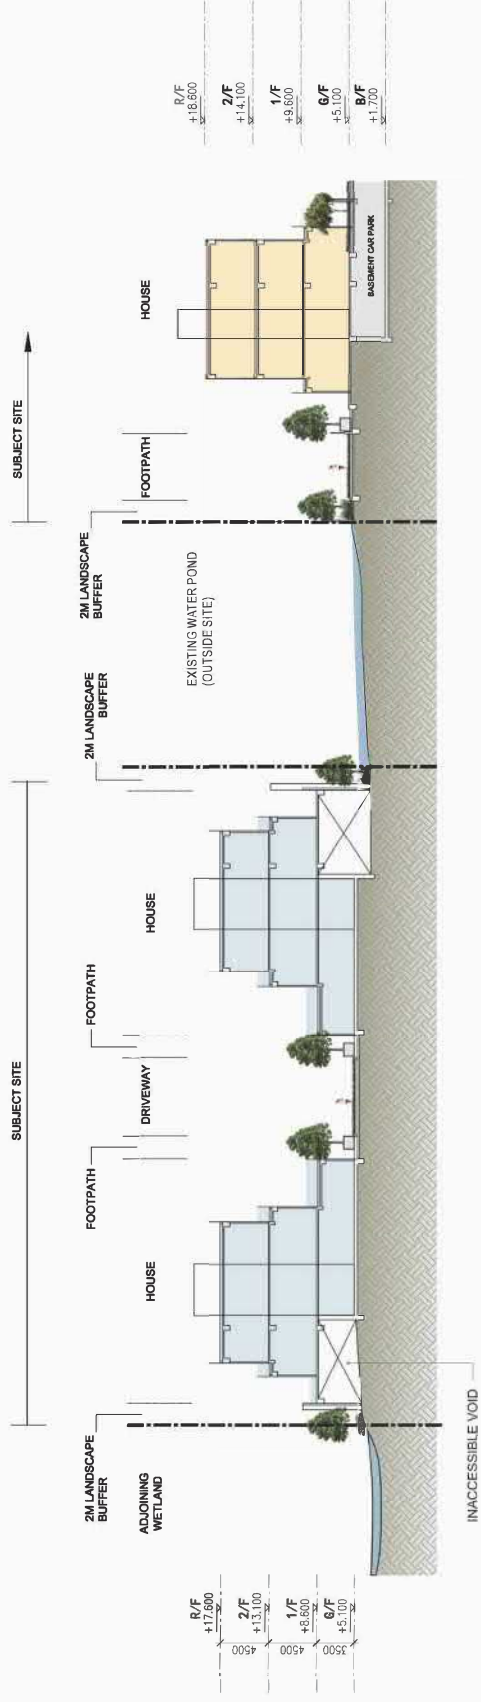 SUBJECT SITE
SUBJECT SITE
2M LANDSCAPE
BUFFER
FOOTPATH
FOOTPATH
2M LANDSCAPE
BUFFER
2M LANDSCAPE
BUFFER
ADJOINING
WETLAND
HOUSE
DRIVEWAY
HOUSE
EXISTING WATER POND
(OUTSIDE SITE)
FOOTPATH
HOUSE
R/F
+17.600
4500
2/F
+13.100
4500
1/F
+8.600
3500
G/F
+5.100
R/F
+18.600
2/F
+14.100
1/F
+9.600
G/F
+5.100
B/F
+1.700
BASEMENT CAR PARK
INACCESSIBLE VOID